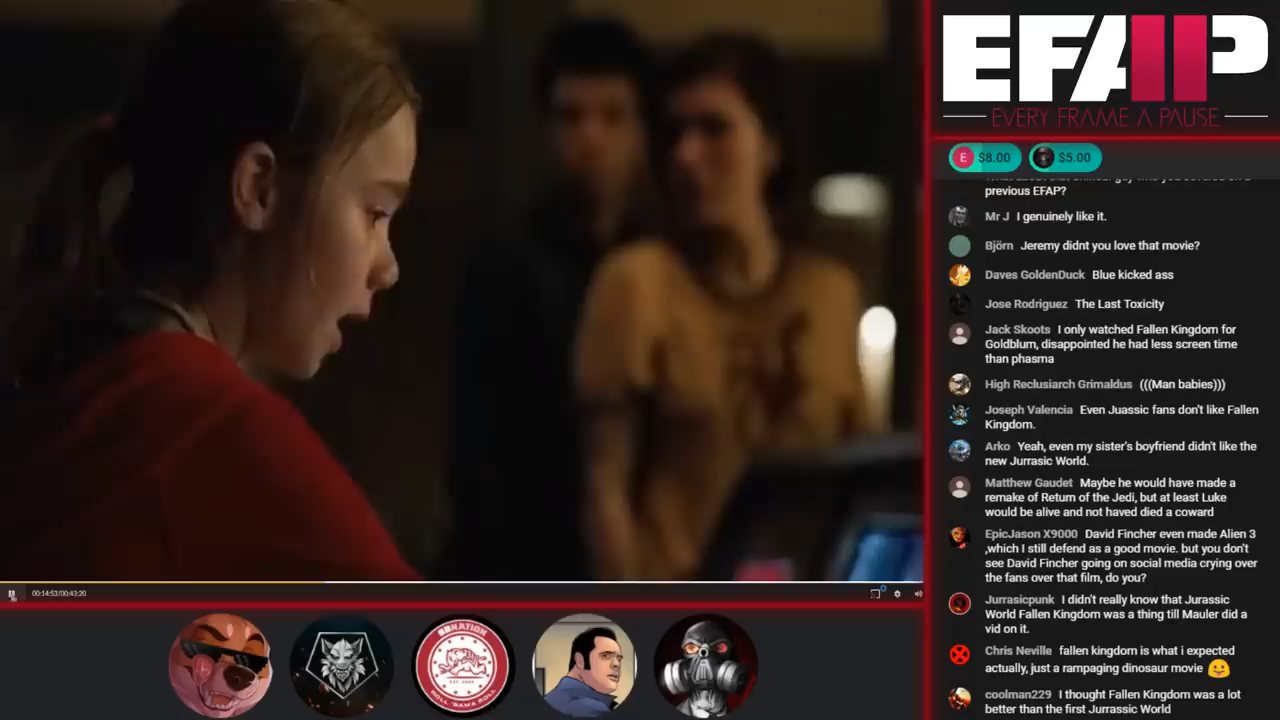 EFAP
EVERY FRAME A PAUSE
E $8.00 $5.00
previous EFAP?
Mr J I genuinely like it.
Björn Jeremy didnt you love that movie?
Daves GoldenDuck Blue kicked ass
Jose Rodriguez The Last Toxicity
Jack Skoots I only watched Fallen Kingdom for
Goldblum, disappointed he had less screen time
than phasma
High Reclusiarch Grimaldus (((Man babies)))
Joseph Valencia Even Juassic fans don't like Fallen
Kingdom.
Arko Yeah, even my sister's boyfriend didn't like the
new Jurrasic World.
Matthew Gaudet Maybe he would have made a
remake of Return of the Jedi, but at least Luke
would be alive and not haved died a coward
EpicJason X9000 David Fincher even made Alien 3
,which I still defend as a good movie. but you don't
see David Fincher going on social media crying over
the fans over that film, do you?
Jurrasicpunk I didn't really know that Jurassic
World Fallen Kingdom was a thing till Mauler did a
vid on it.
Chris Neville fallen kingdom is what i expected
actually, just a rampaging dinosaur movie
coolman229 I thought Fallen Kingdom was a lot
better than the first Jurrassic World
00:14:53/00:43:20